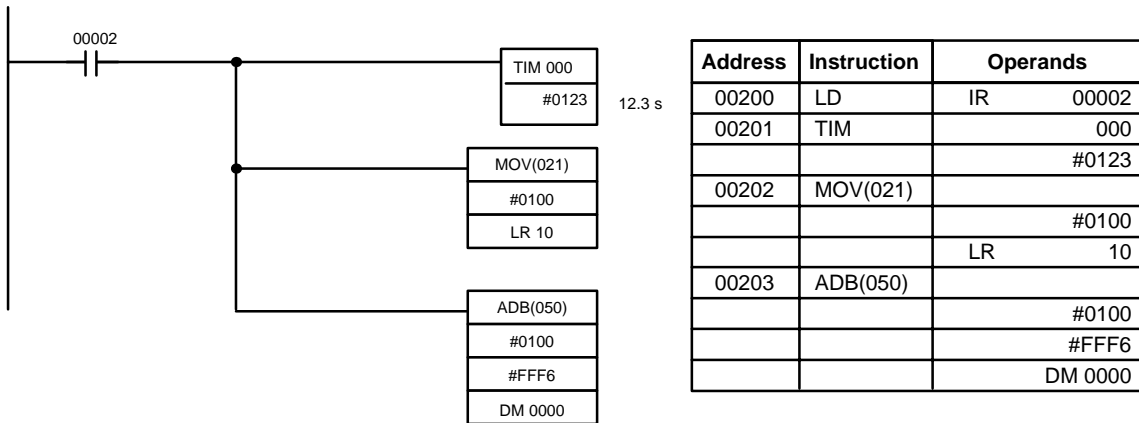 00002
TIM 000
#0123
12.3 s
MOV(021)
#0100
LR 10
ADB(050)
#0100
#FFF6
DM 0000
Address Instruction Operands
00200 LD IR 00002
00201 TIM 000
#0123
00202 MOV(021)
#0100
LR 10
00203 ADB(050)
#0100
#FFF6
DM 0000